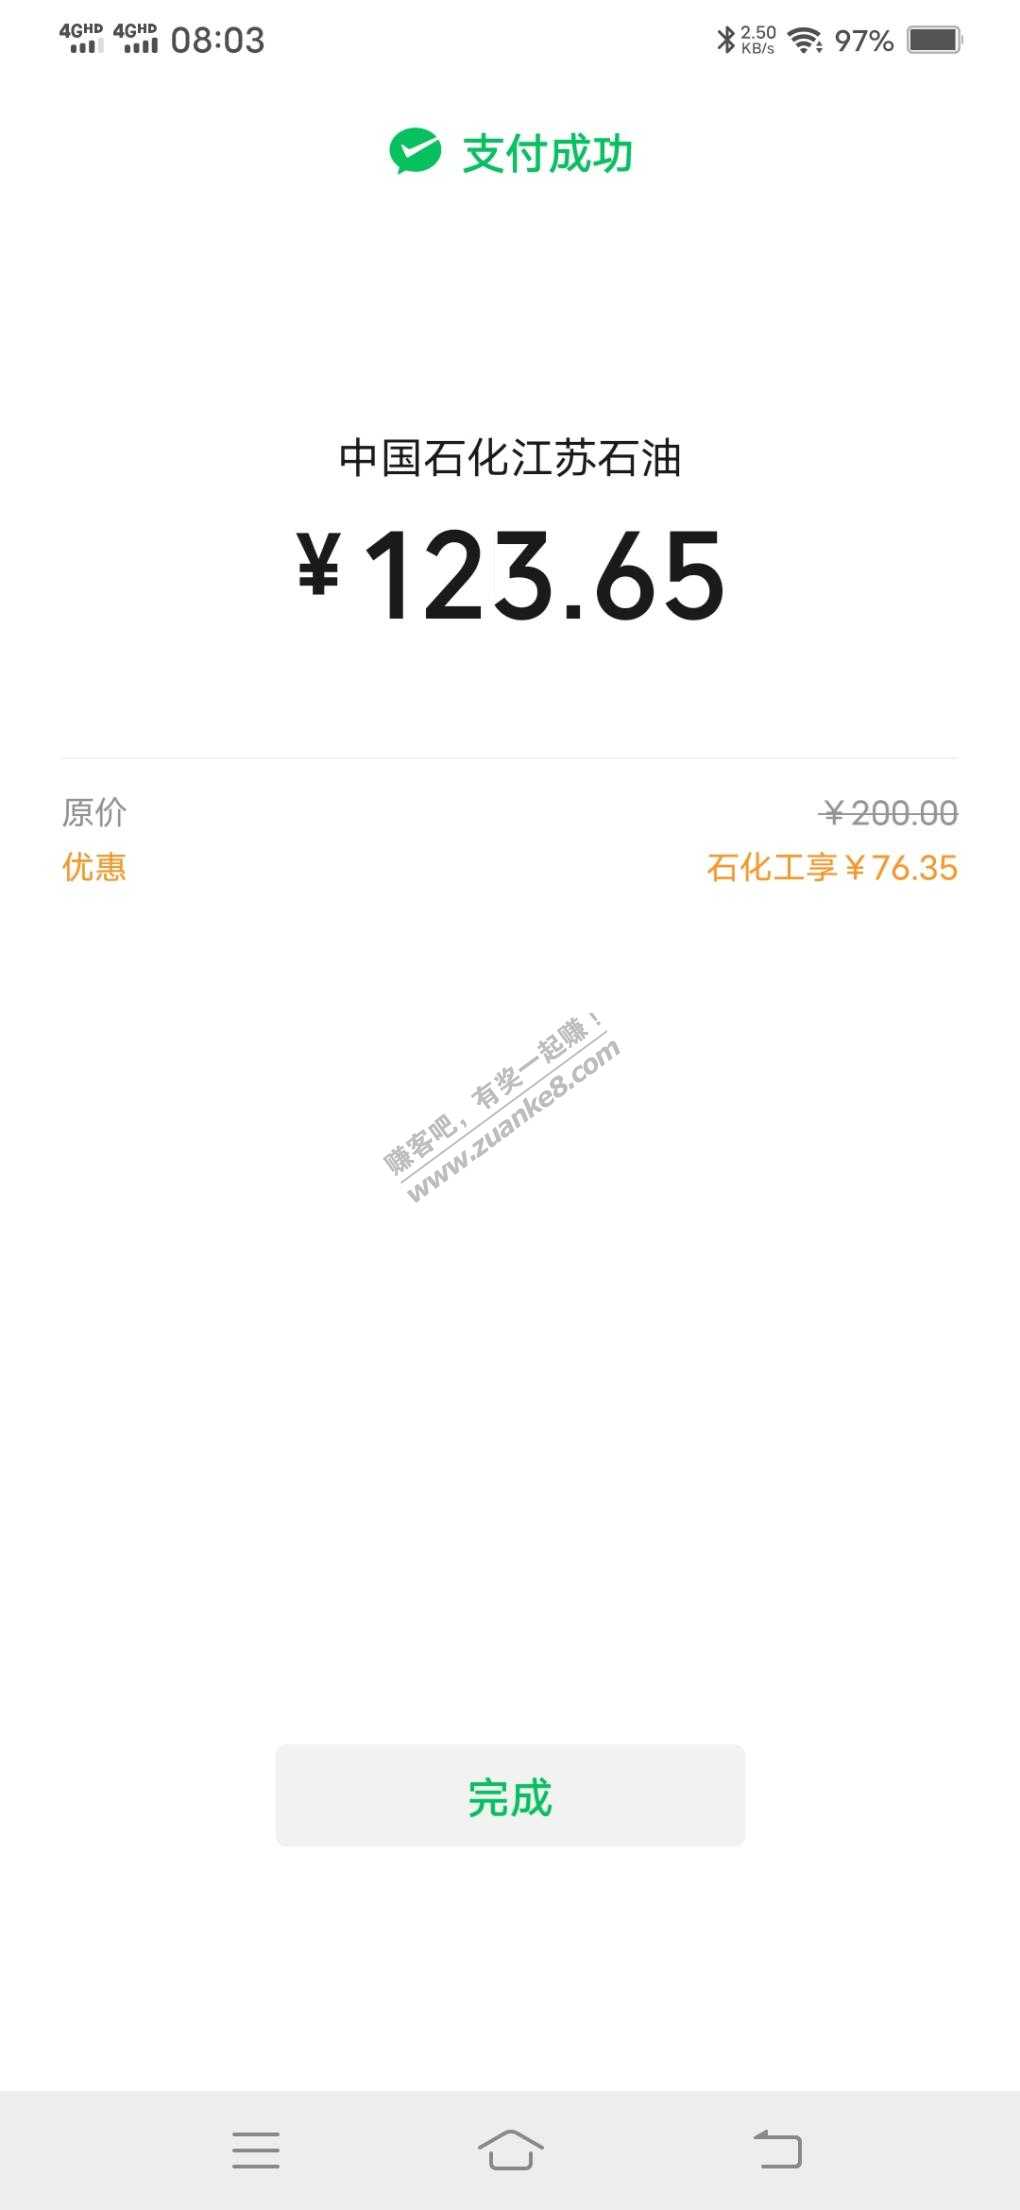 4GHD 4GHD 08:03 2.50 KB/s 97%
支付成功
中国石化江苏石油
¥123.65
原价 ¥200.00
优惠 石化工享¥76.35
赚客吧，有奖一起赚！
www.zuanke8.com
完成